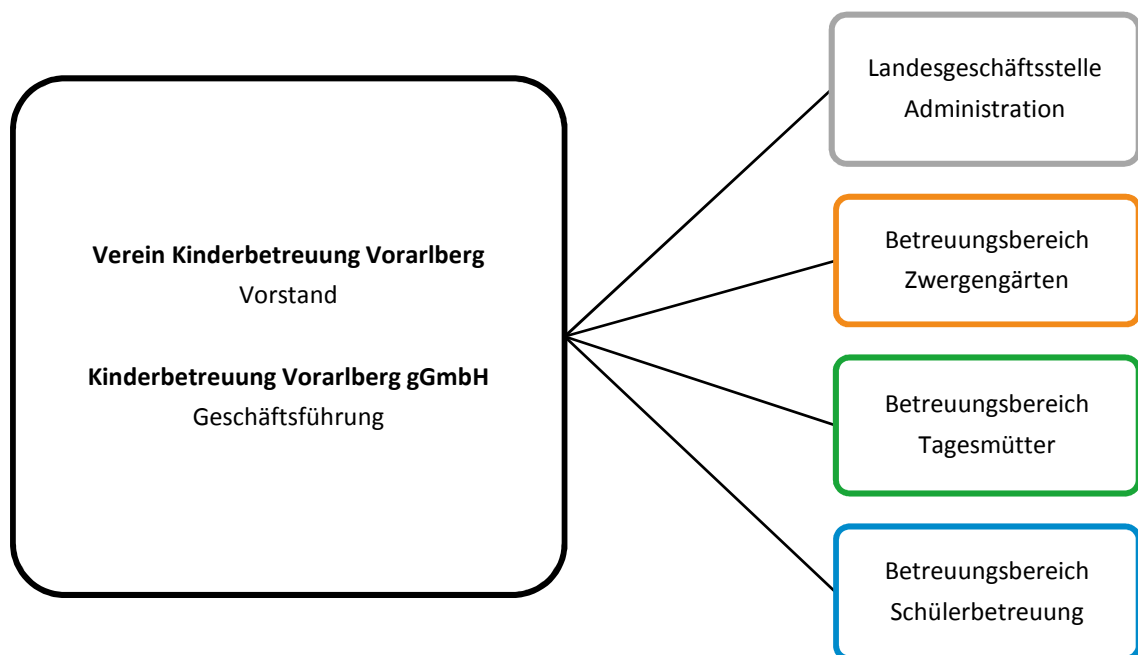 Verein Kinderbetreuung Vorarlberg
Vorstand
Kinderbetreuung Vorarlberg gGmbH
Geschäftsführung
Landesgeschäftsstelle
Administration
Betreuungsbereich
Zwergengärten
Betreuungsbereich
Tagesmütter
Betreuungsbereich
Schülerbetreuung